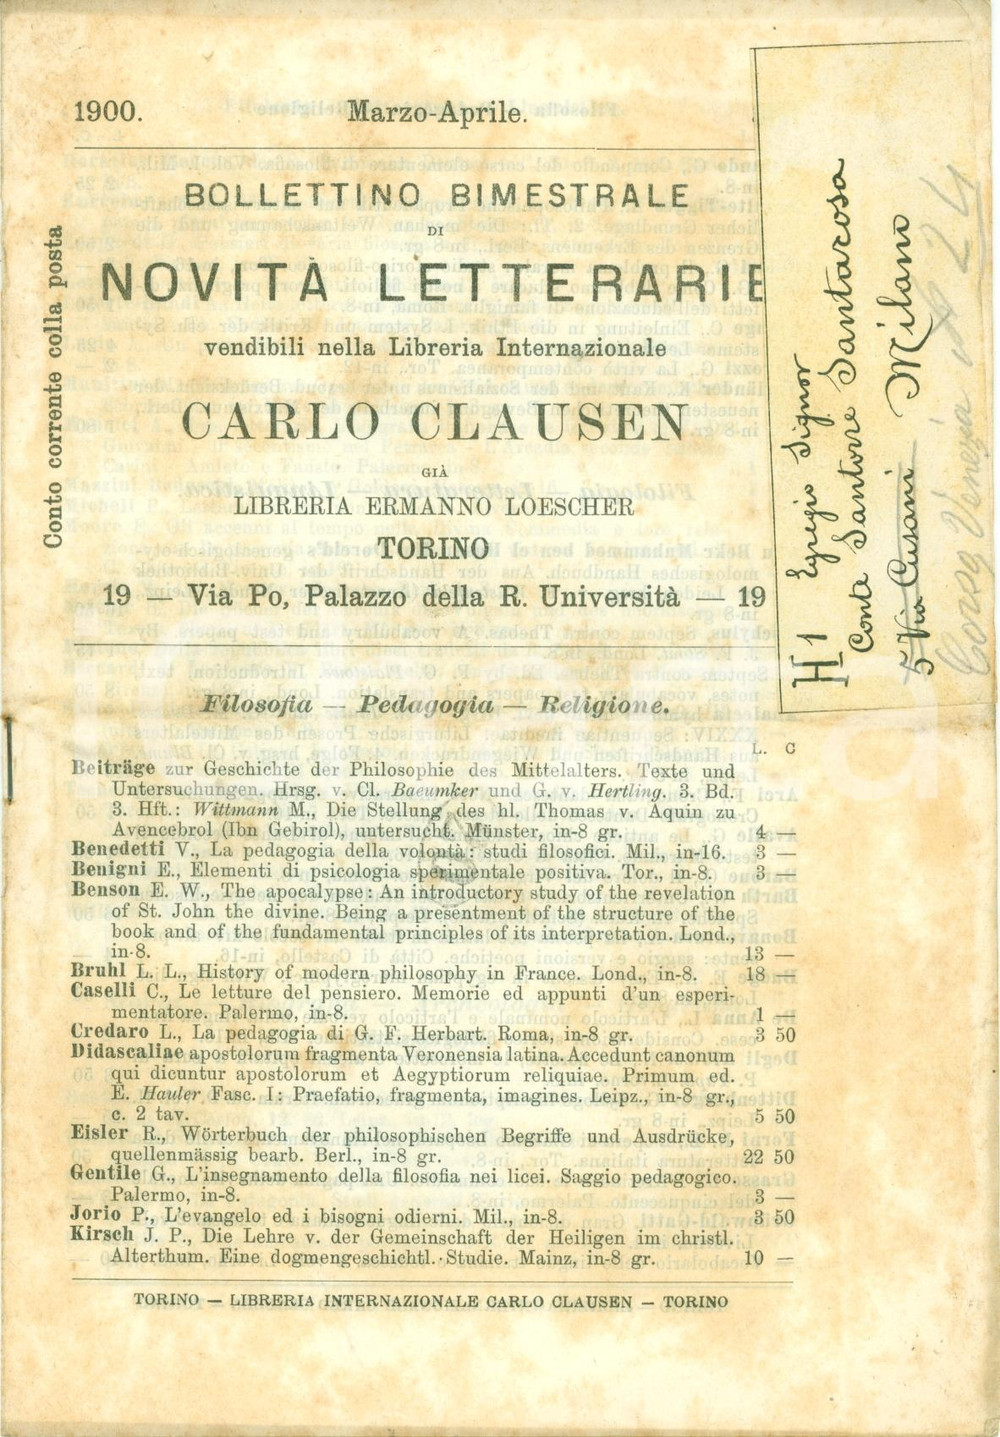 1900. Marzo-Aprile.
Conto corrente colla posta
BOLLETTINO BIMESTRALE
DI
NOVITÀ LETTERARIE
vendibili nella Libreria Internazionale
CARLO CLAUSEN
GIÀ
LIBRERIA ERMANNO LOESCHER
TORINO
19 — Via Po, Palazzo della R. Università — 19
H1
Egregio Signor
Conte Santorre Santarosa
5 Via Cusani Milano
Corso Venezia 24
Filosofia — Pedagogia — Religione.
L. C
Beiträge zur Geschichte der Philosophie des Mittelalters. Texte und
Untersuchungen. Hrsg. v. Cl. Baeumker und G. v. Hertling. 3. Bd.
3. Hft.: Wittmann M., Die Stellung des hl. Thomas v. Aquin zu
Avencebrol (Ibn Gebirol), untersucht. Münster, in-8 gr. 4 —
Benedetti V., La pedagogia della volontà: studi filosofici. Mil., in-16. 3 —
Benigni E., Elementi di psicologia sperimentale positiva. Tor., in-8. 3 —
Benson E. W., The apocalypse: An introductory study of the revelation
of St. John the divine. Being a presentment of the structure of the
book and of the fundamental principles of its interpretation. Lond.,
in-8. 13 —
Bruhl L. L., History of modern philosophy in France. Lond., in-8. 18 —
Caselli C., Le letture del pensiero. Memorie ed appunti d'un esperi-
mentatore. Palermo, in-8. 1 —
Credaro L., La pedagogia di G. F. Herbart. Roma, in-8 gr. 3 50
Didascaliae apostolorum fragmenta Veronensia latina. Accedunt canonum
qui dicuntur apostolorum et Aegyptiorum reliquiae. Primum ed.
E. Hauler Fasc. I: Praefatio, fragmenta, imagines. Leipz., in-8 gr.,
c. 2 tav. 5 50
Eisler R., Wörterbuch der philosophischen Begriffe und Ausdrücke,
quellenmässig bearb. Berl., in-8 gr. 22 50
Gentile G., L'insegnamento della filosofia nei licei. Saggio pedagogico.
Palermo, in-8. 3 —
Jorio P., L'evangelo ed i bisogni odierni. Mil., in-8. 3 50
Kirsch J. P., Die Lehre v. der Gemeinschaft der Heiligen im christl.
Alterthum. Eine dogmengeschichtl. Studie. Mainz, in-8 gr. 10 —
TORINO — LIBRERIA INTERNAZIONALE CARLO CLAUSEN — TORINO